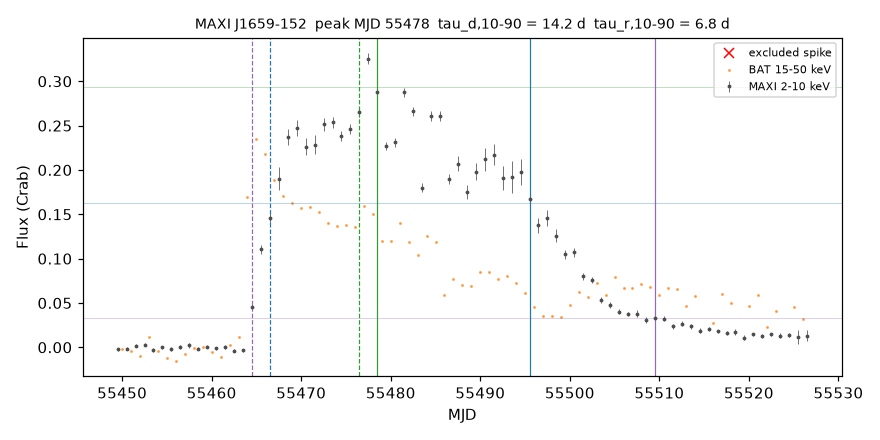 MAXI J1659-152  peak MJD 55478  tau_d,10-90 = 14.2 d  tau_r,10-90 = 6.8 d
excluded spike
BAT 15-50 keV
MAXI 2-10 keV
Flux (Crab)
0.30
0.25
0.20
0.15
0.10
0.05
0.00
55450 55460 55470 55480 55490 55500 55510 55520 55530
MJD